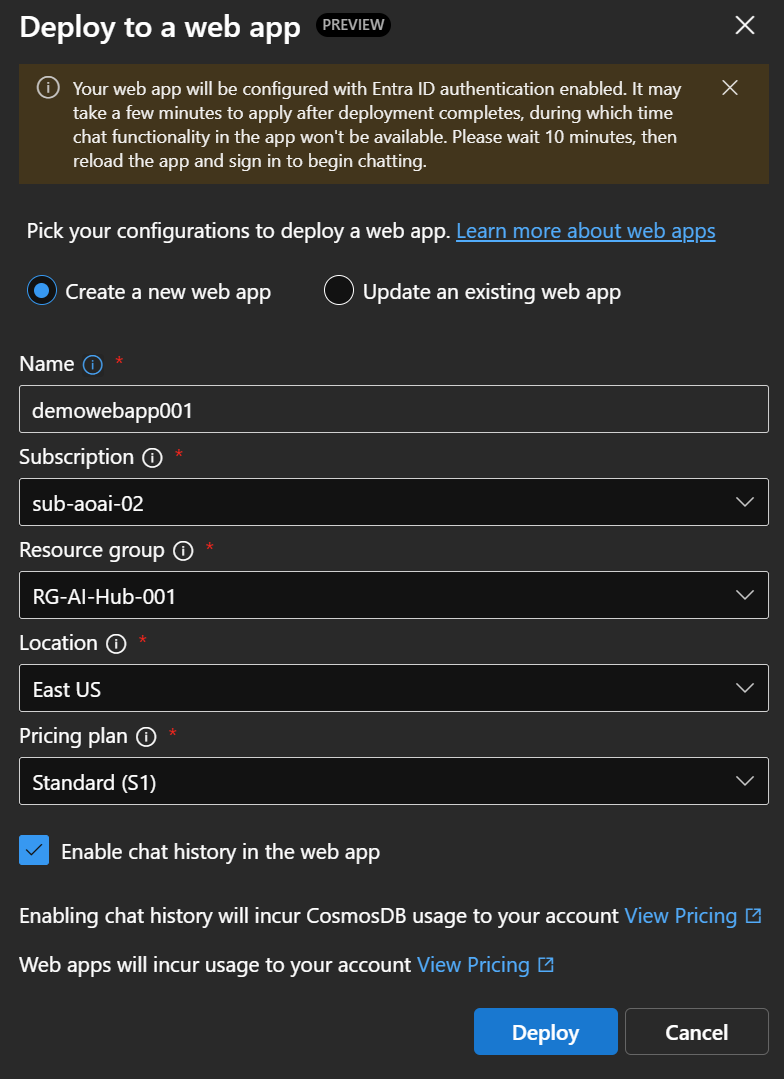 Deploy to a web app PREVIEW
Your web app will be configured with Entra ID authentication enabled. It may
take a few minutes to apply after deployment completes, during which time
chat functionality in the app won't be available. Please wait 10 minutes, then
reload the app and sign in to begin chatting.
Pick your configurations to deploy a web app. Learn more about web apps
Create a new web app Update an existing web app
Name *
demowebapp001
Subscription *
sub-aoai-02
Resource group *
RG-AI-Hub-001
Location *
East US
Pricing plan *
Standard (S1)
Enable chat history in the web app
Enabling chat history will incur CosmosDB usage to your account View Pricing
Web apps will incur usage to your account View Pricing
Deploy Cancel